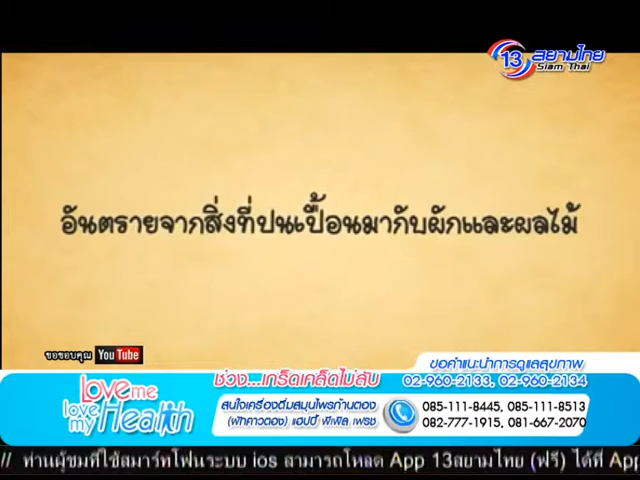 13 สยามไทย
Siam Thai
อันตรายจากสิ่งที่ปนเปื้อนมากับผักและผลไม้
ขอขอบคุณ YouTube
ขอคำแนะนำการดูแลสุขภาพ
02-960-2133, 02-960-2134
ช่วง...เกร็ดเคล็ดไม่ลับ
Love me
love my Health
สนใจเครื่องดื่มสมุนไพรก้านตอง
(ฟ้าคาวตอง) แฮปปี้ พีเพิล เฟรช
085-111-8445, 085-111-8513
082-777-1915, 081-667-2070
// ท่านผู้ชมที่ใช้สมาร์ทโฟนระบบ ios สามารถโหลด App 13สยามไทย (ฟรี) ได้ที่ App